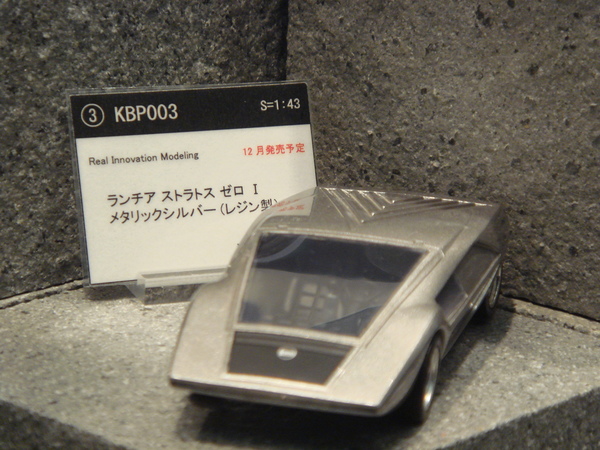 ③ KBP003 S=1:43
Real Innovation Modeling 12月発売予定
ランチア ストラトス ゼロ I
メタリックシルバー(レジン製)